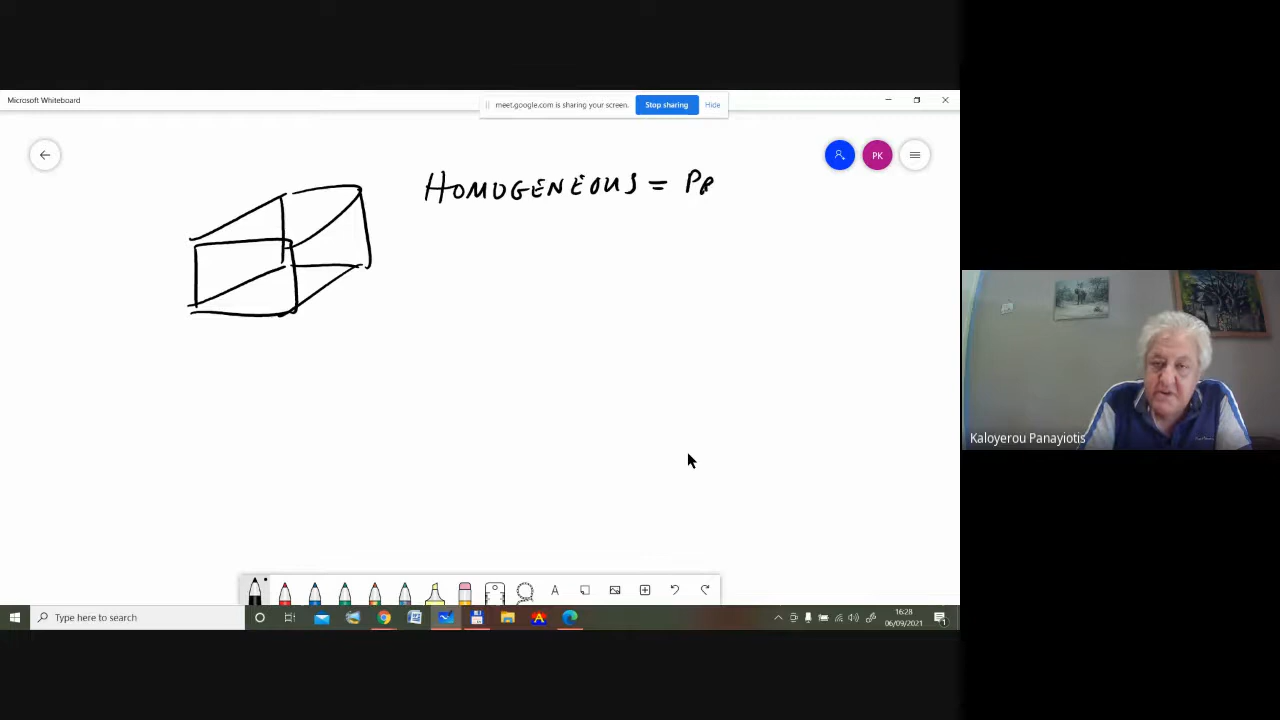 Microsoft Whiteboard
meet.google.com is sharing your screen.
Stop sharing
Hide
PK
HOMOGENEOUS = PR
Kaloyerou Panayiotis
A
Type here to search
16:28
06/09/2021